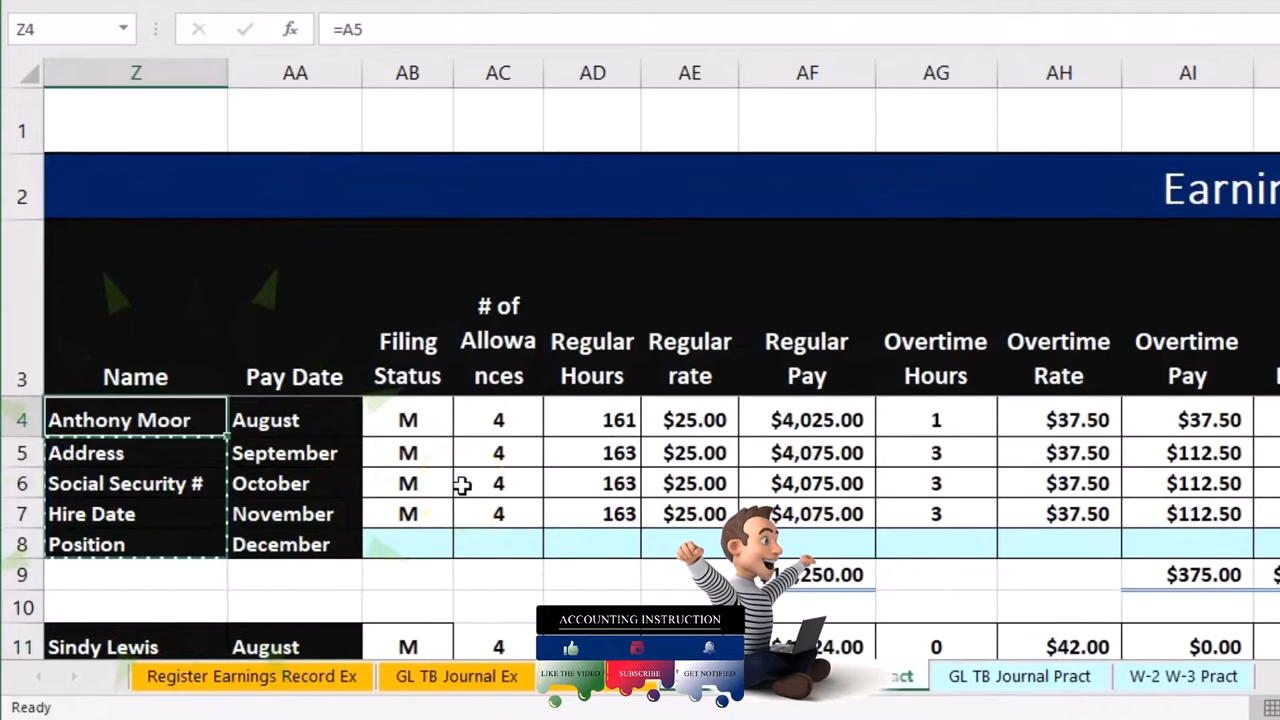 Z4 fx =A5
Z AA AB AC AD AE AF AG AH AI
1
2 Earnin
3 Name Pay Date Filing Status # of Allowa nces Regular Hours Regular rate Regular Pay Overtime Hours Overtime Rate Overtime Pay
4 Anthony Moor August M 4 161 $25.00 $4,025.00 1 $37.50 $37.50
5 Address September M 4 163 $25.00 $4,075.00 3 $37.50 $112.50
6 Social Security # October M 4 163 $25.00 $4,075.00 3 $37.50 $112.50
7 Hire Date November M 4 163 $25.00 $4,075.00 3 $37.50 $112.50
8 Position December
9 250.00 $375.00 $
10
11 Sindy Lewis August M 4 24.00 0 $42.00 $0.00
ACCOUNTING INSTRUCTION
LIKE THE VIDEO SUBSCRIBE GET NOTIFIED
Register Earnings Record Ex GL TB Journal Ex act GL TB Journal Pract W-2 W-3 Pract
Ready